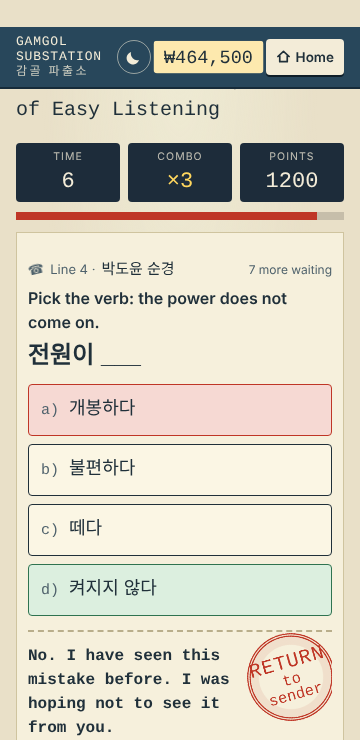 GAMGOL
SUBSTATION
감골 파출소
₩464,500
Home
of Easy Listening
TIME
6
COMBO
×3
POINTS
1200
☎ Line 4 · 박도윤 순경
7 more waiting
Pick the verb: the power does not
come on.
전원이 ___
a) 개봉하다
b) 불편하다
c) 떼다
d) 켜지지 않다
No. I have seen this
mistake before. I was
hoping not to see it
from you.
RETURN
to
sender